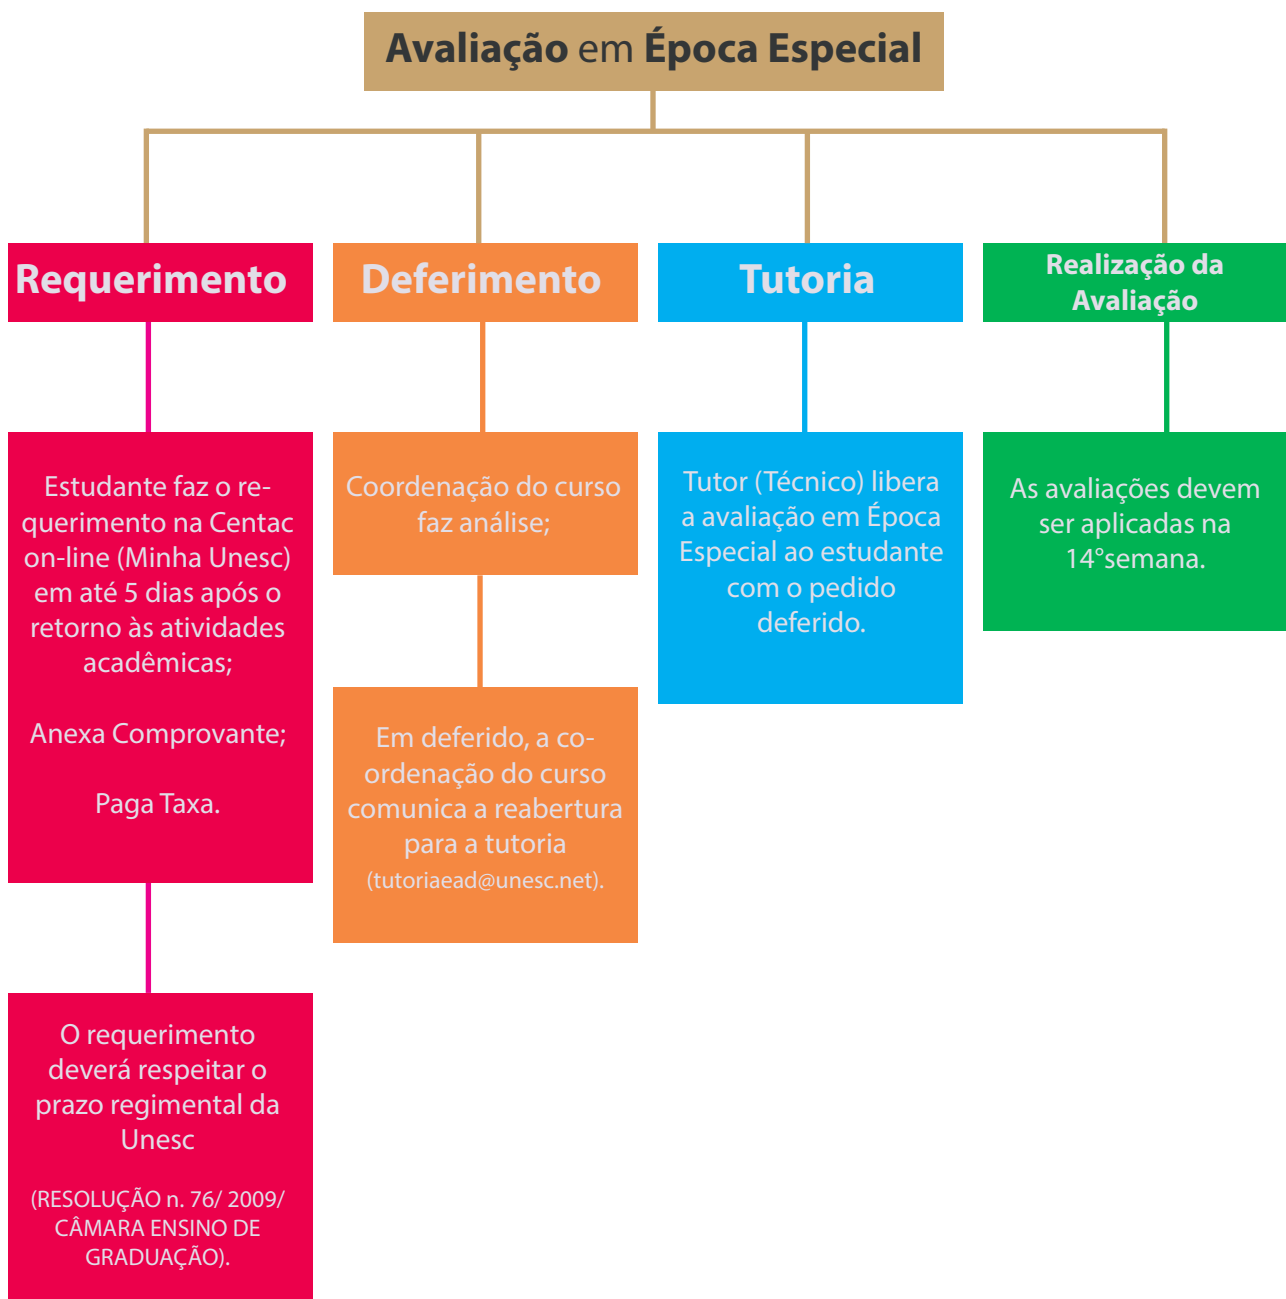 Avaliação em Época Especial
Requerimento
Estudante faz o re-
querimento na Centac
on-line (Minha Unesc)
em até 5 dias após o
retorno às atividades
acadêmicas;
Anexa Comprovante;
Paga Taxa.
O requerimento
deverá respeitar o
prazo regimental da
Unesc
(RESOLUÇÃO n. 76/ 2009/
CÂMARA ENSINO DE
GRADUAÇÃO).
Deferimento
Coordenação do curso
faz análise;
Em deferido, a co-
ordenação do curso
comunica a reabertura
para a tutoria
(tutoriaead@unesc.net).
Tutoria
Tutor (Técnico) libera
a avaliação em Época
Especial ao estudante
com o pedido
deferido.
Realização da
Avaliação
As avaliações devem
ser aplicadas na
14°semana.